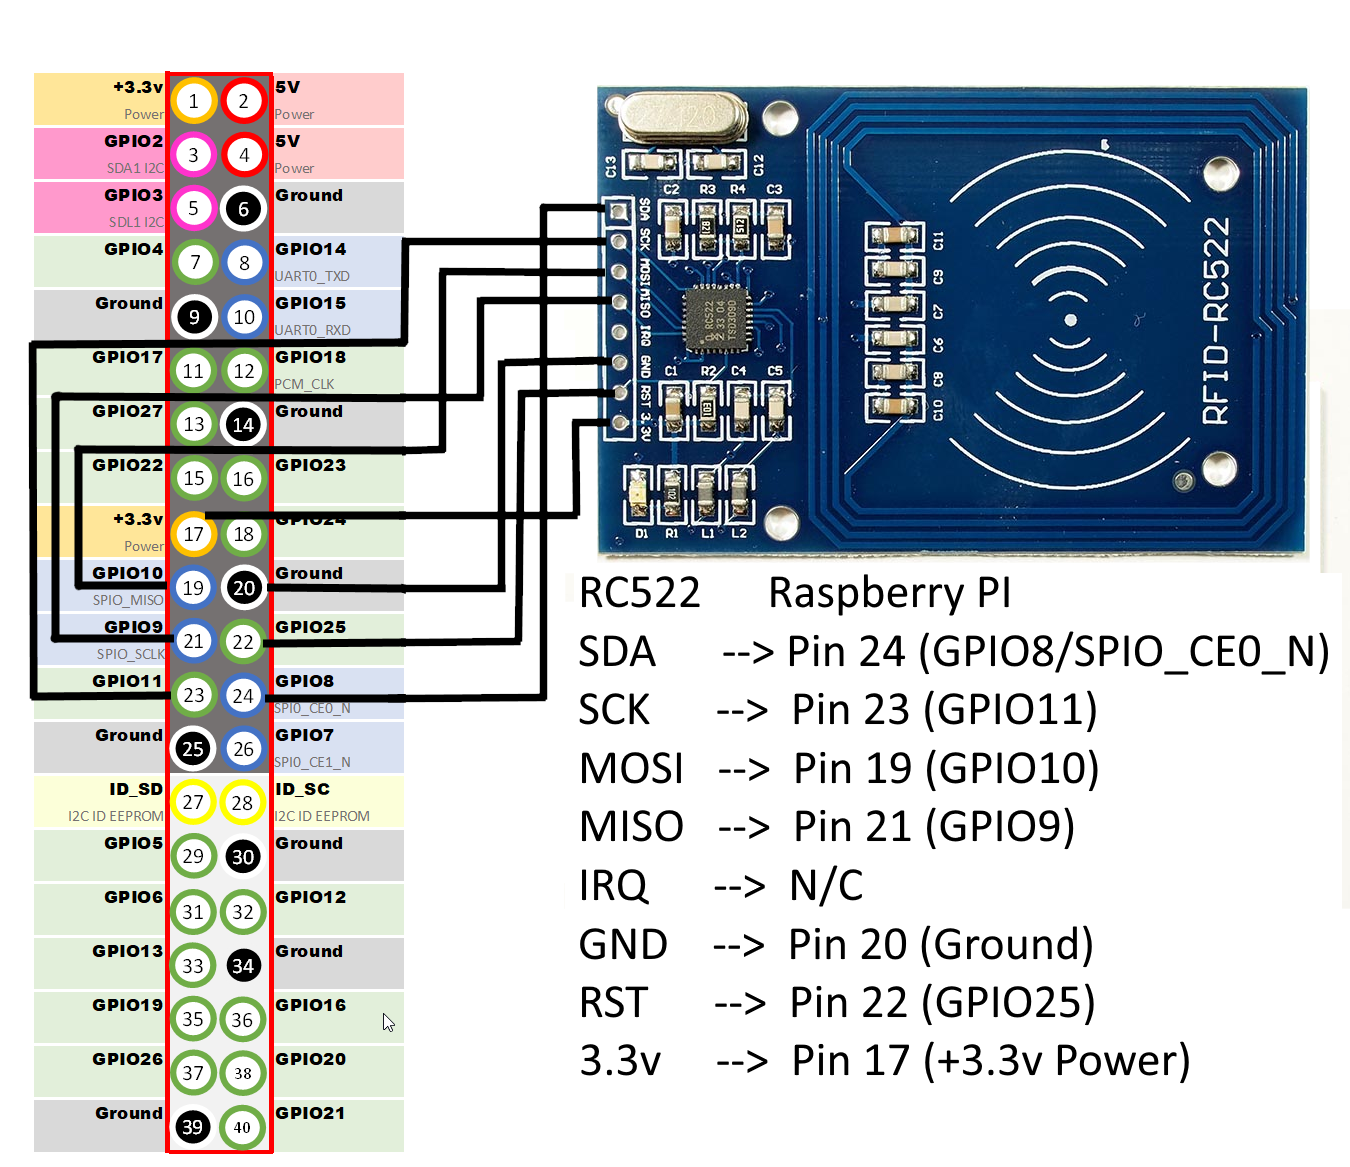 +3.3v 1 2 5V
Power Power
GPIO2 3 4 5V
SDA1 I2C Power
GPIO3 5 6 Ground
SDL1 I2C
GPIO4 7 8 GPIO14
UART0_TXD
Ground 9 10 GPIO15
UART0_RXD
GPIO17 11 12 GPIO18
PCM_CLK
GPIO27 13 14 Ground
GPIO22 15 16 GPIO23
+3.3v 17 18 GPIO24
Power
GPIO10 19 20 Ground
SPIO_MISO
GPIO9 21 22 GPIO25
SPIO_SCLK
GPIO11 23 24 GPIO8
SPI0_CE0_N
Ground 25 26 GPIO7
SPI0_CE1_N
ID_SD 27 28 ID_SC
I2C ID EEPROM I2C ID EEPROM
GPIO5 29 30 Ground
GPIO6 31 32 GPIO12
GPIO13 33 34 Ground
GPIO19 35 36 GPIO16
GPIO26 37 38 GPIO20
Ground 39 40 GPIO21
C13 C12
C2 R3 R4 C3
SDA
SCK
MOSI
MISO
IRQ
GND
RST
3.3V
RC522
C1 R2 C4 C5
D1 R1 L1 L2
C11
C9
C7
C6
C8
C10
RFID-RC522
RC522 Raspberry PI
SDA --> Pin 24 (GPIO8/SPIO_CE0_N)
SCK --> Pin 23 (GPIO11)
MOSI --> Pin 19 (GPIO10)
MISO --> Pin 21 (GPIO9)
IRQ --> N/C
GND --> Pin 20 (Ground)
RST --> Pin 22 (GPIO25)
3.3v --> Pin 17 (+3.3v Power)